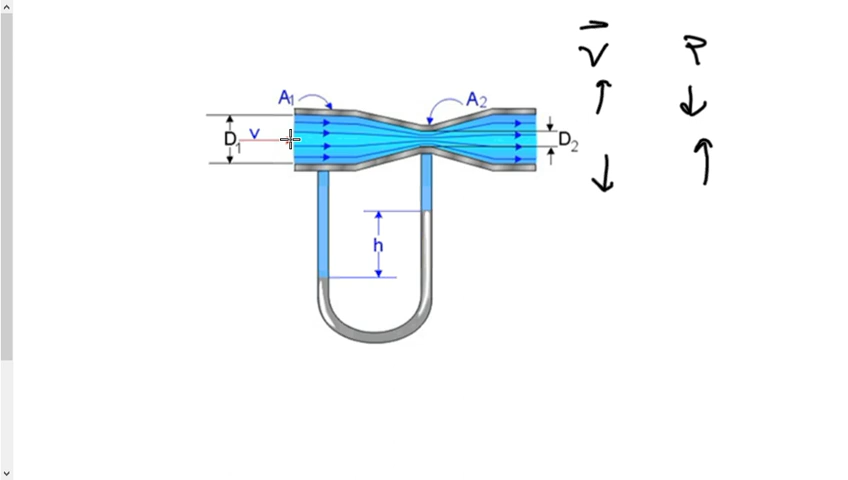 V⃗ P
A1 A2
↑ ↓
D1 V D2
↓ ↑
h